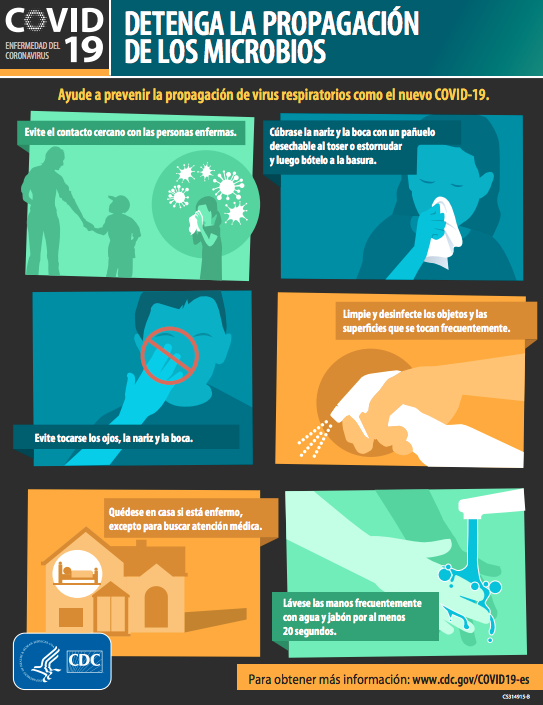 COVID
19
ENFERMEDAD DEL
CORONAVIRUS
DETENGA LA PROPAGACIÓN
DE LOS MICROBIOS
Ayude a prevenir la propagación de virus respiratorios como el nuevo COVID-19.
Evite el contacto cercano con las personas enfermas.
Cúbrase la nariz y la boca con un pañuelo
desechable al toser o estornudar
y luego bótelo a la basura.
Limpie y desinfecte los objetos y las
superficies que se tocan frecuentemente.
Evite tocarse los ojos, la nariz y la boca.
Quédese en casa si está enfermo,
excepto para buscar atención médica.
Lávese las manos frecuentemente
con agua y jabón por al menos
20 segundos.
CDC
Para obtener más información: www.cdc.gov/COVID19-es
CS314915-B